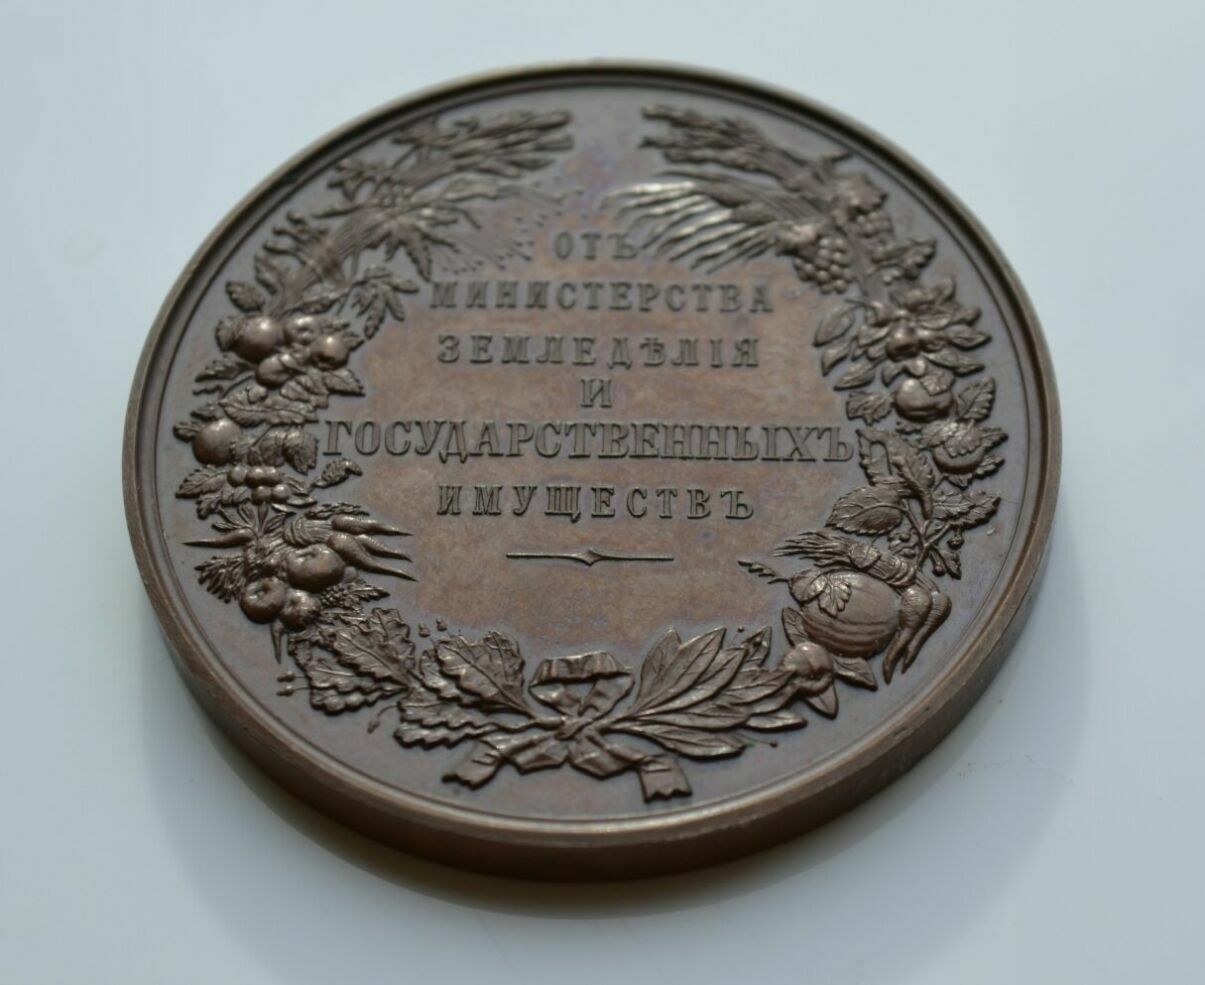 ОТЪ
МИНИСТЕРСТВА
ЗЕМЛЕДѢЛІЯ
И
ГОСУДАРСТВЕННЫХЪ
ИМУЩЕСТВЪ